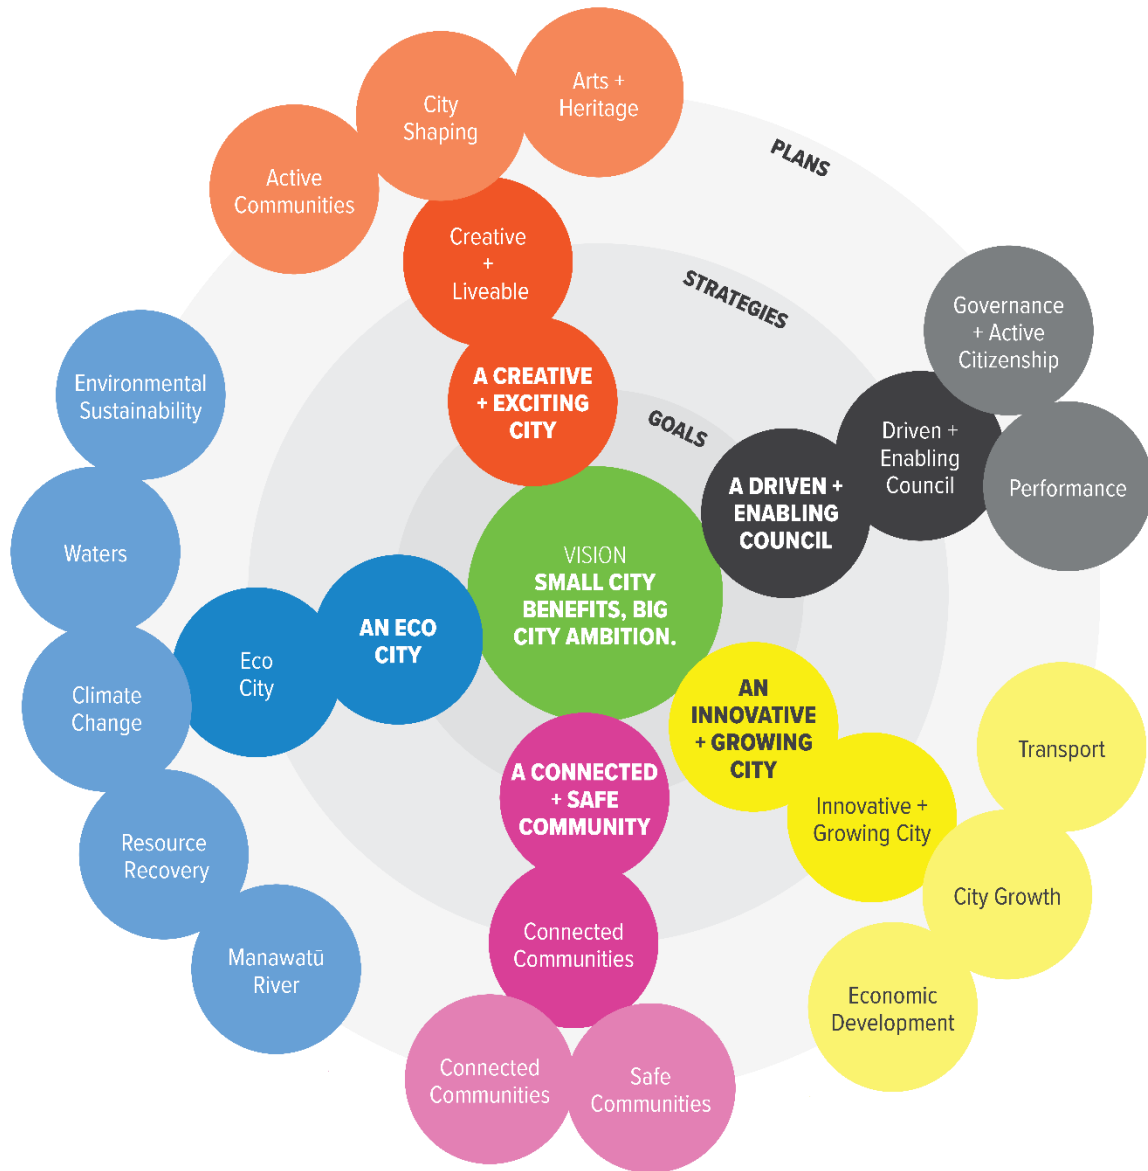 Arts +
Heritage
City
Shaping
Active
Communities
PLANS
Creative
+
Liveable
STRATEGIES
Governance
+ Active
Citizenship
Environmental
Sustainability
A CREATIVE
+ EXCITING
CITY
GOALS
Driven +
Enabling
Council
Performance
A DRIVEN +
ENABLING
COUNCIL
Waters
VISION
SMALL CITY
BENEFITS, BIG
CITY AMBITION.
AN ECO
CITY
Eco
City
Climate
Change
AN
INNOVATIVE
+ GROWING
CITY
Transport
A CONNECTED
+ SAFE
COMMUNITY
Innovative +
Growing City
Resource
Recovery
City Growth
Connected
Communities
Manawatū
River
Economic
Development
Connected
Communities
Safe
Communities